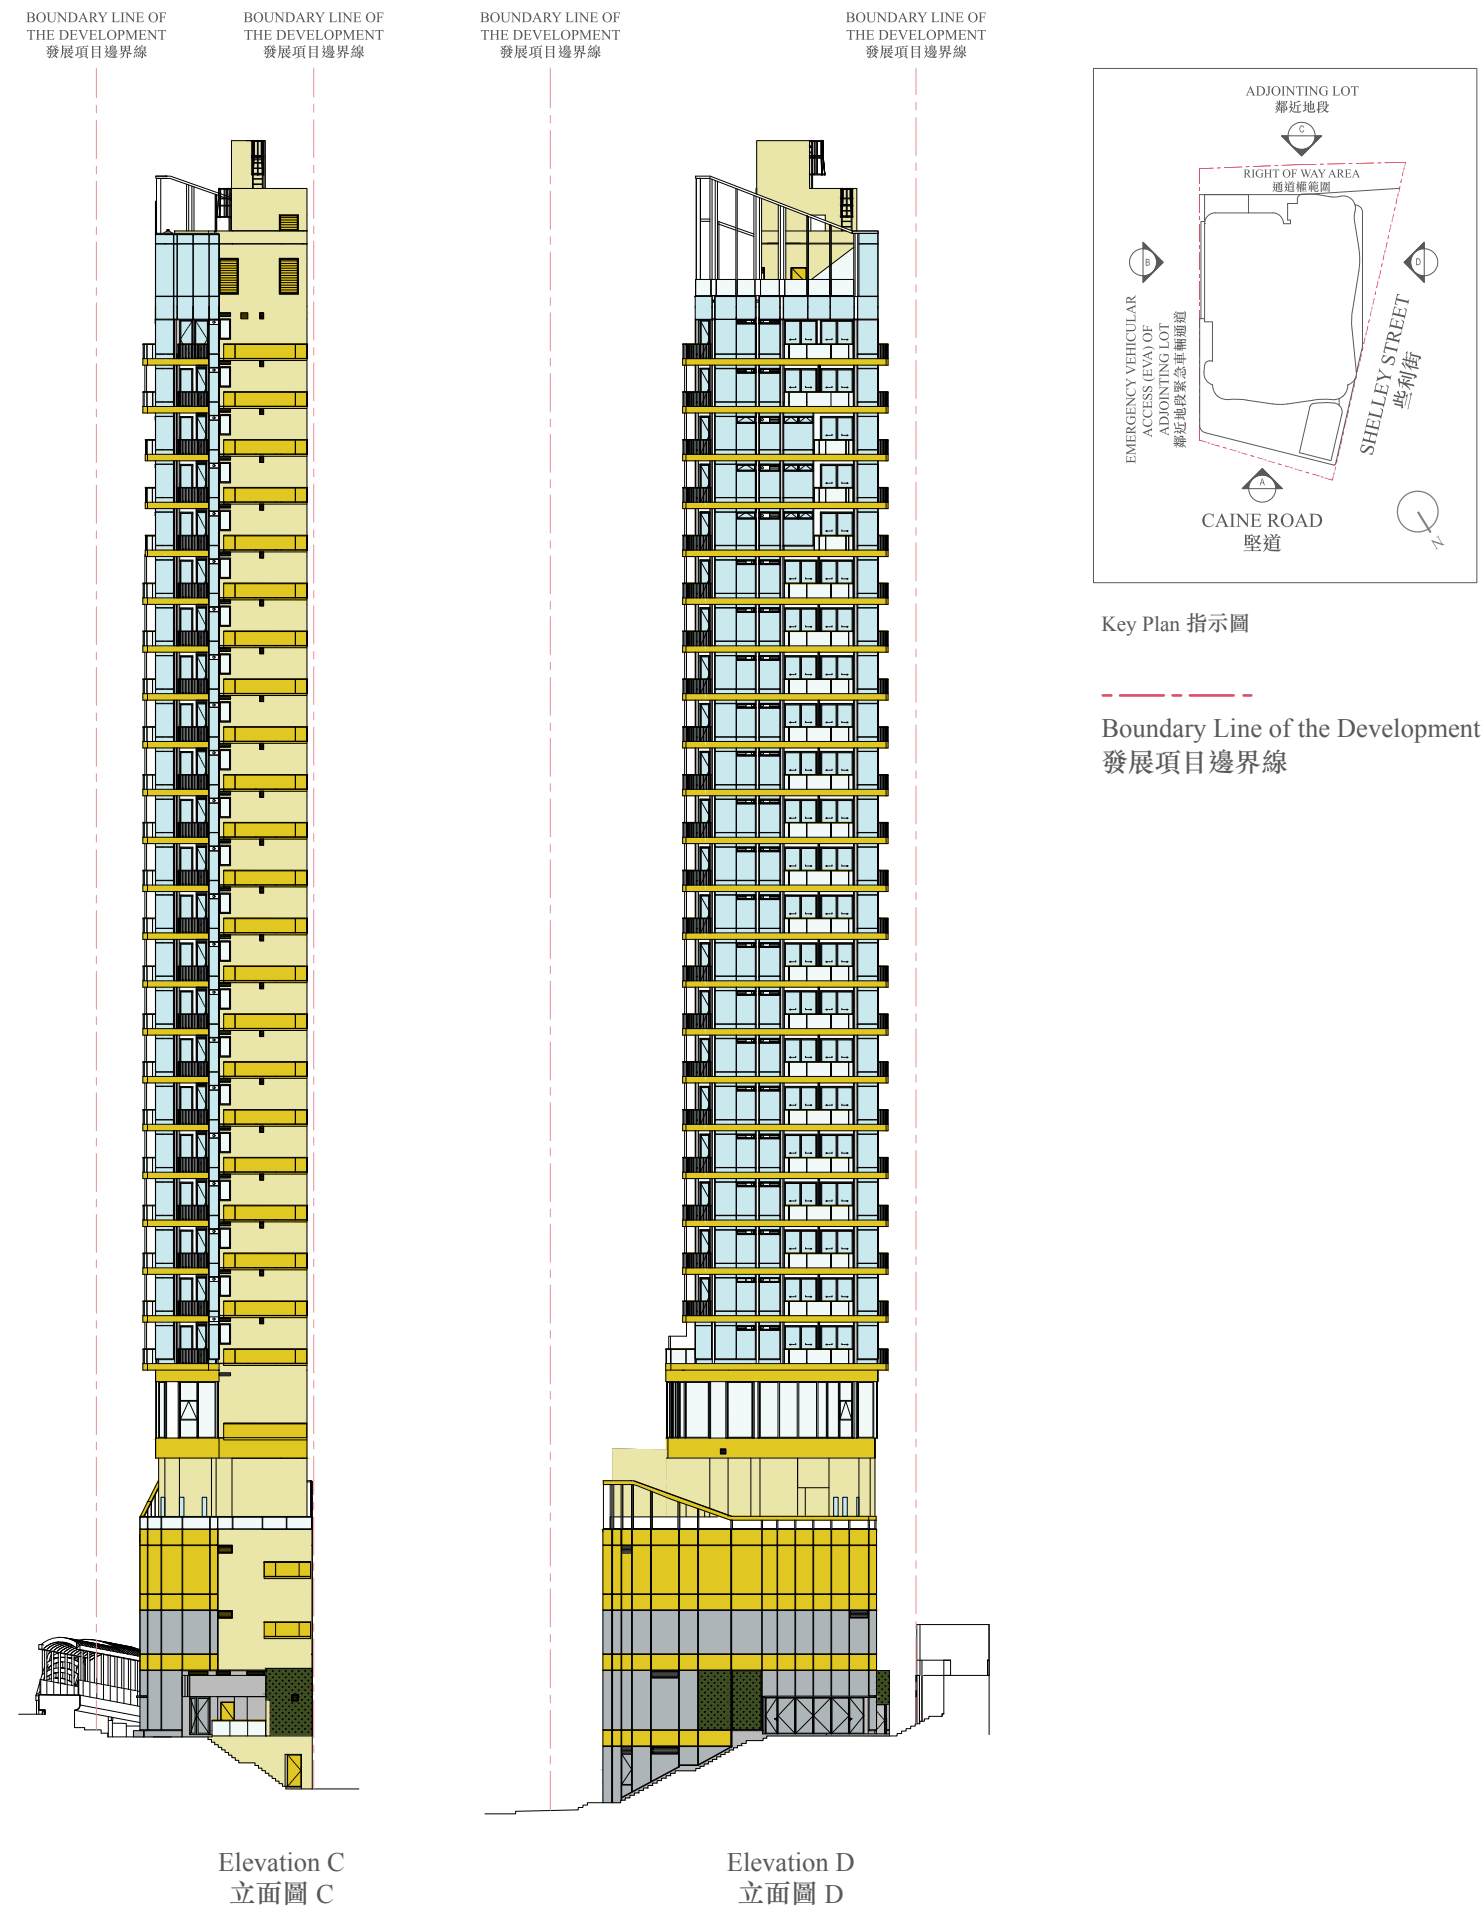 BOUNDARY LINE OF
THE DEVELOPMENT
發展項目邊界線
BOUNDARY LINE OF
THE DEVELOPMENT
發展項目邊界線
BOUNDARY LINE OF
THE DEVELOPMENT
發展項目邊界線
BOUNDARY LINE OF
THE DEVELOPMENT
發展項目邊界線
ADJOINTING LOT
鄰近地段
C
RIGHT OF WAY AREA
通道權範圍
B
D
EMERGENCY VEHICULAR
ACCESS (EVA) OF
ADJOINTING LOT
鄰近地段緊急車輛通道
SHELLEY STREET
些利街
A
CAINE ROAD
堅道
N
Key Plan 指示圖
Boundary Line of the Development
發展項目邊界線
Elevation C
立面圖 C
Elevation D
立面圖 D